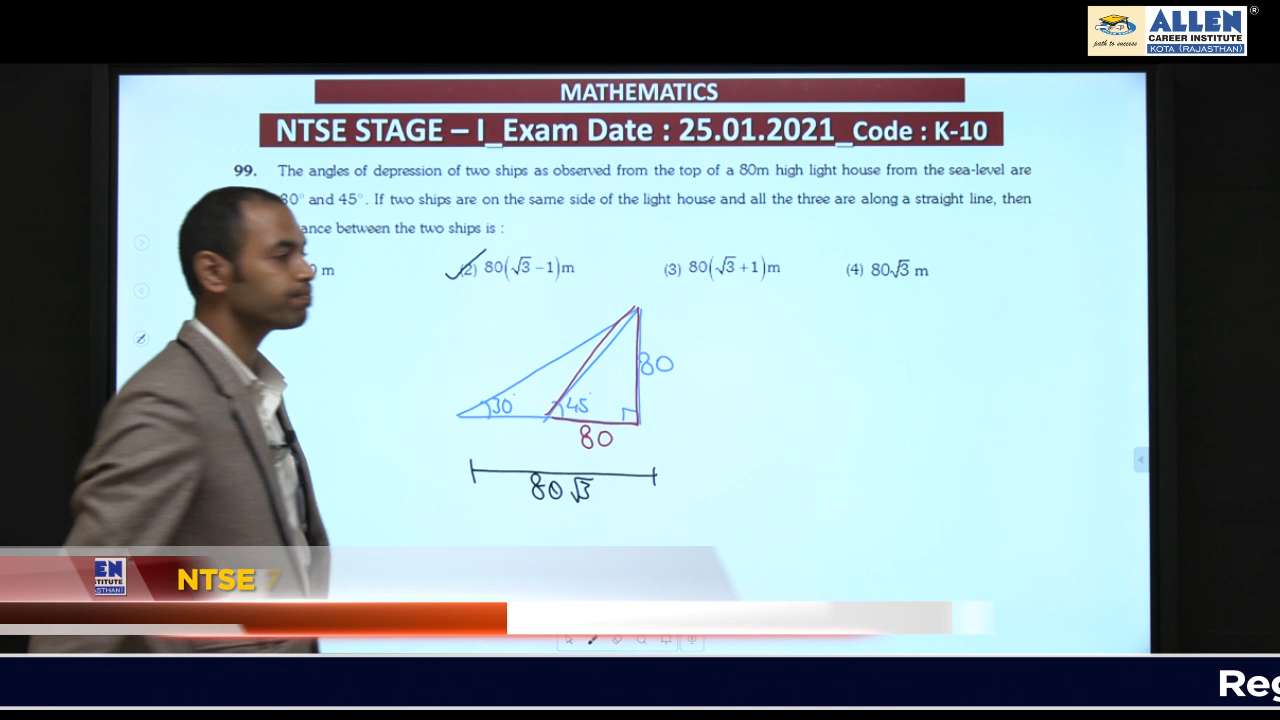 ALLEN
®
path to success
CAREER INSTITUTE
KOTA (RAJASTHAN)
MATHEMATICS
NTSE STAGE – I_Exam Date : 25.01.2021_Code : K-10
99. The angles of depression of two ships as observed from the top of a 80m high light house from the sea-level are
30° and 45°. If two ships are on the same side of the light house and all the three are along a straight line, then
between the two ships is :
m (2) 80(√3 – 1)m (3) 80(√3 + 1)m (4) 80√3 m
80
30° 45°
80
80√3
EN
TITUTE
STHAN)
NTSE 7
Reg